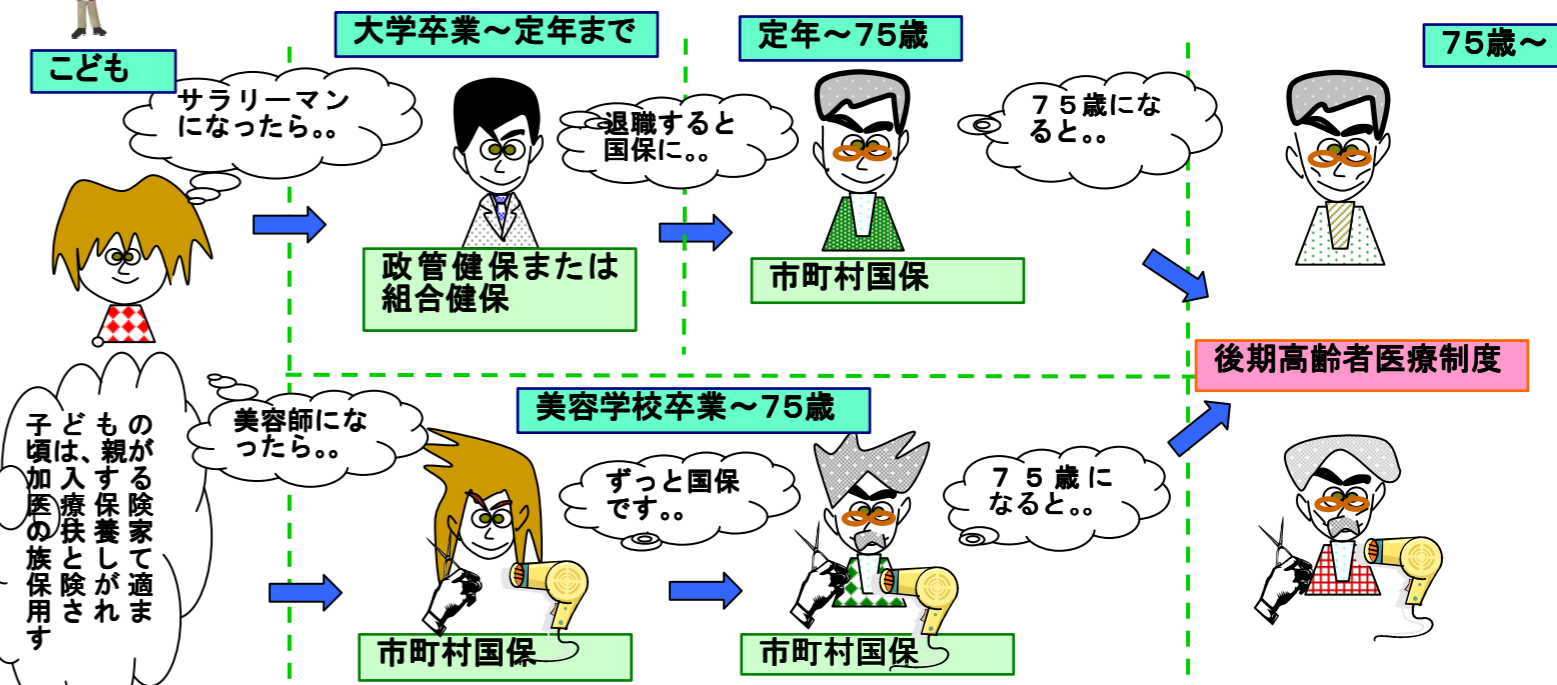 こども
大学卒業～定年まで
定年～75歳
75歳～
サラリーマン
になったら。。
退職すると
国保に。。
７５歳にな
ると。。
政管健保または
組合健保
市町村国保
後期高齢者医療制度
子どもの
頃は、親が
加入する
医療保険
の扶養家
族として
保険が適
用されま
す
美容師にな
ったら。。
美容学校卒業～75歳
ずっと国保
です。。
７５歳に
なると。。
市町村国保
市町村国保